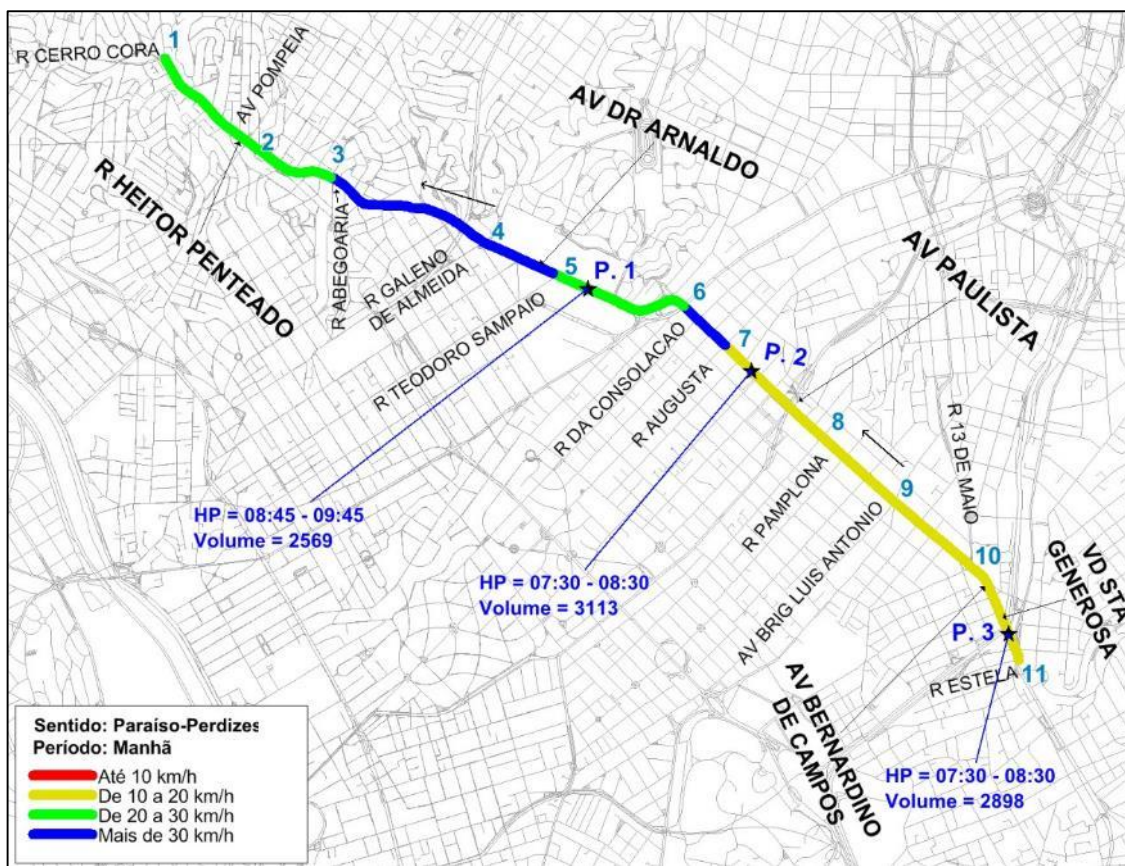 1
R CERRO CORA
AV POMPEIA
2
3
R HEITOR PENTEADO
R ABEGOARIA
R GALENO
DE ALMEIDA
4
AV DR ARNALDO
5
P. 1
R TEODORO SAMPAIO
6
R DA CONSOLACAO
7
P. 2
R AUGUSTA
AV PAULISTA
8
R PAMPLONA
9
R 13 DE MAIO
AV BRIG LUIS ANTONIO
10
VD STA
GENEROSA
P. 3
R ESTELA
11
AV BERNARDINO
DE CAMPOS
HP = 08:45 - 09:45
Volume = 2569
HP = 07:30 - 08:30
Volume = 3113
HP = 07:30 - 08:30
Volume = 2898
Sentido: Paraíso-Perdizes
Período: Manhã
Até 10 km/h
De 10 a 20 km/h
De 20 a 30 km/h
Mais de 30 km/h